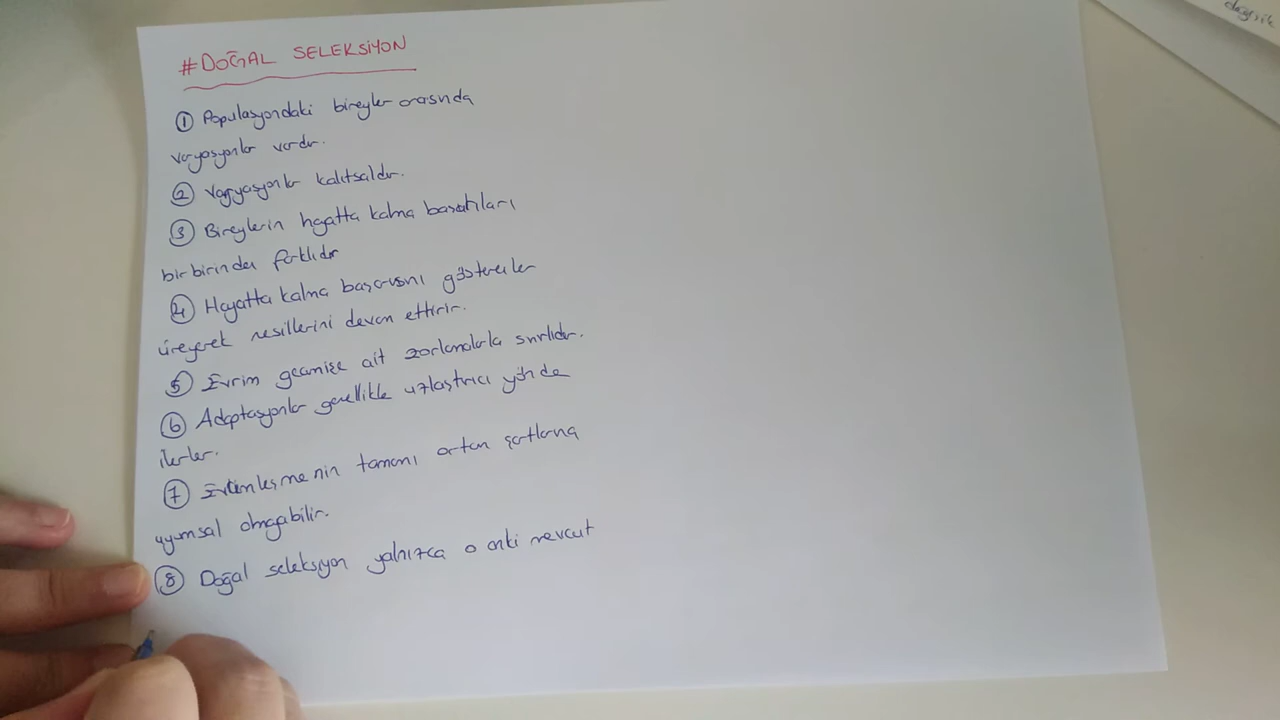 #DOĞAL SELEKSİYON
① Populasyondaki bireyler arasında
varyasyonlar vardır.
② Varyasyonlar kalıtsaldır.
③ Bireylerin hayatta kalma başarıları
birbirinden farklıdır
④ Hayatta kalma başarısını gösterenler
üreyerek nesillerini devam ettirir.
⑤ Evrim geçmişe ait zorlamalarla sınırlıdır.
⑥ Adaptasyonlar genellikle uzlaştırıcı yönde
ilerler.
⑦ Evrimleşmenin tamamı ortam şartlarına
uyumsal olmayabilir.
⑧ Doğal seleksiyon yalnızca o anki mevcut